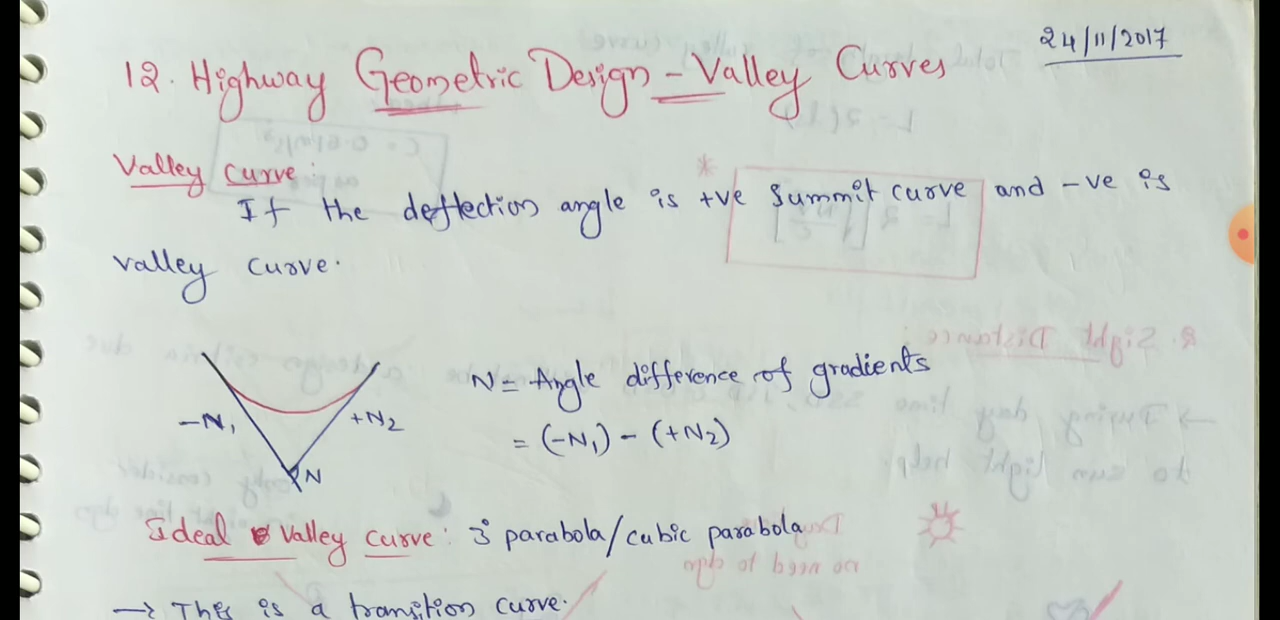 24/11/2017
12. Highway Geometric Design - Valley Curves
Valley curve:
If the deflection angle is +ve summit curve and -ve is
valley curve.
-N₁
+N₂
N
N = Angle difference of gradients
= (-N₁) - (+N₂)
Ideal valley curve: 3° parabola/cubic parabola
→ This is a transition curve.